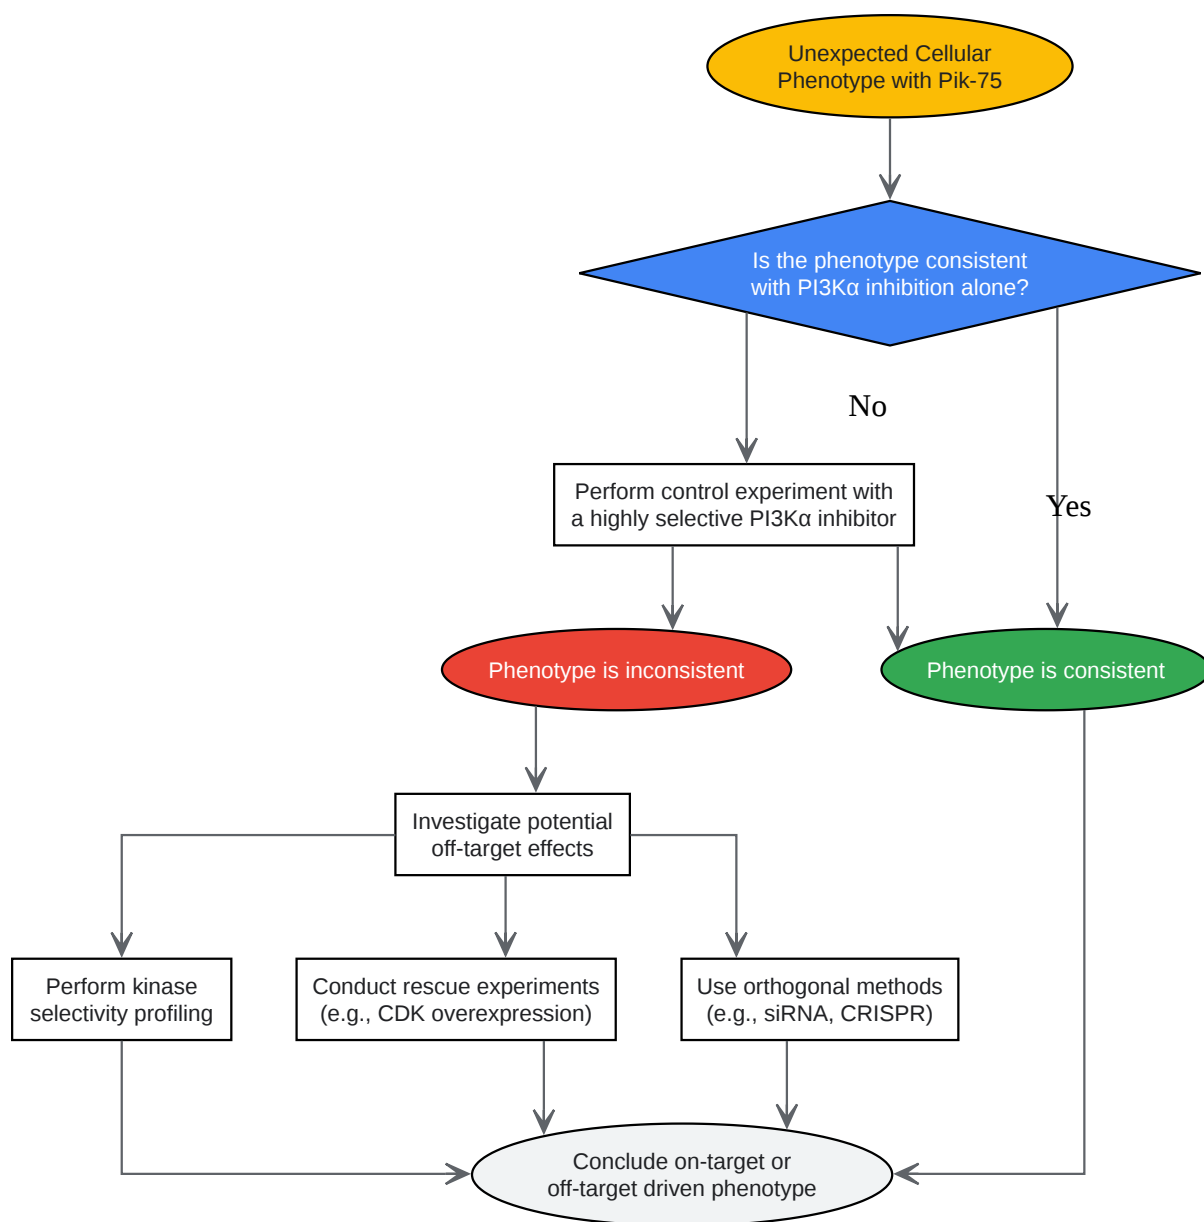 Unexpected Cellular
Phenotype with Pik-75
Is the phenotype consistent
with PI3Kα inhibition alone?
No
Yes
Perform control experiment with
a highly selective PI3Kα inhibitor
Phenotype is inconsistent
Phenotype is consistent
Investigate potential
off-target effects
Perform kinase
selectivity profiling
Conduct rescue experiments
(e.g., CDK overexpression)
Use orthogonal methods
(e.g., siRNA, CRISPR)
Conclude on-target or
off-target driven phenotype